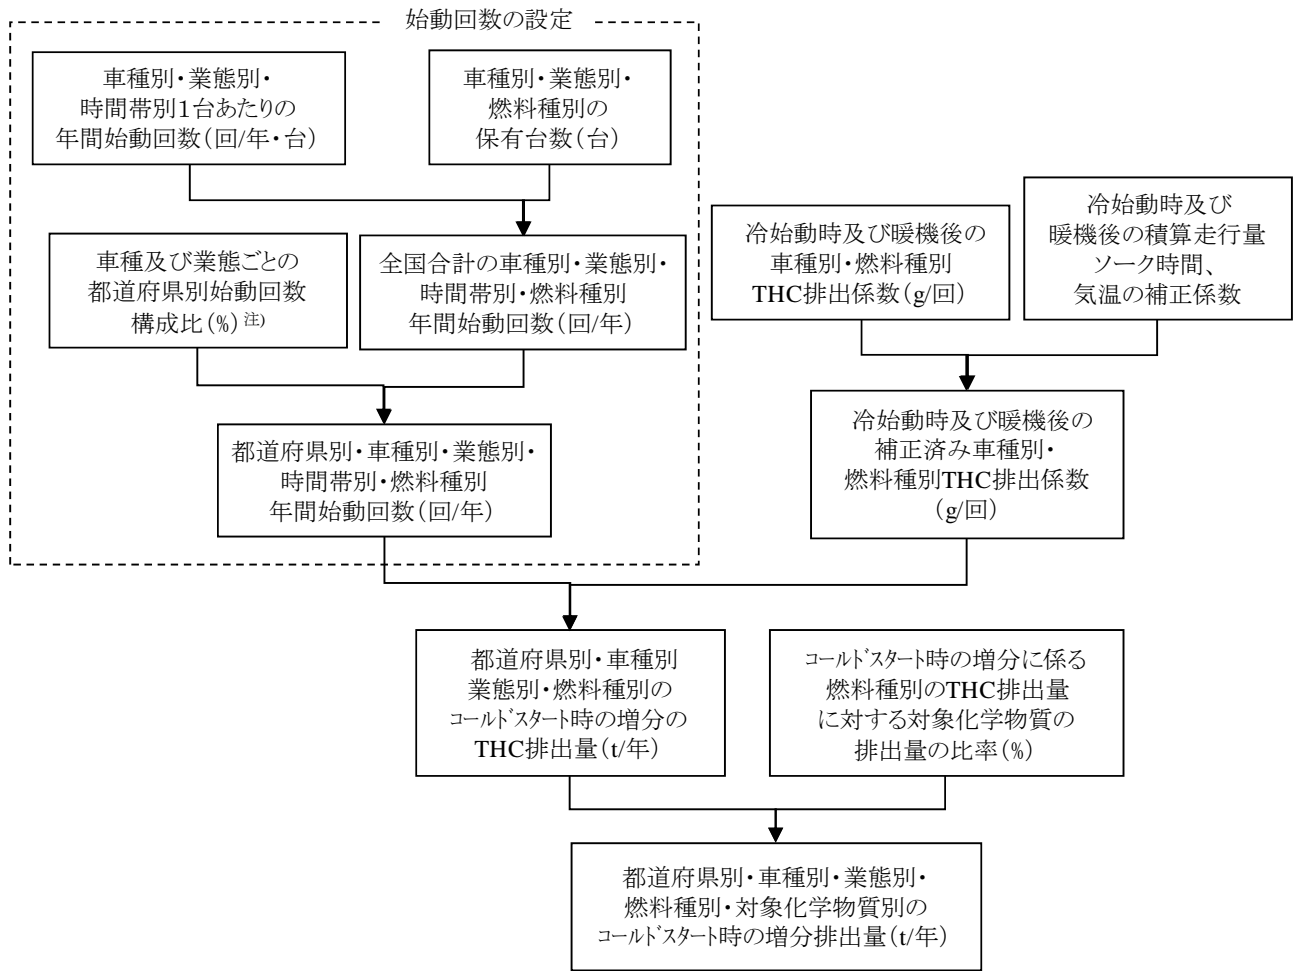 始動回数の設定
車種別・業態別・
時間帯別1台あたりの
年間始動回数(回/年・台)
車種別・業態別・
燃料種別の
保有台数(台)
車種及び業態ごとの
都道府県別始動回数
構成比(%)注)
全国合計の車種別・業態別・
時間帯別・燃料種別
年間始動回数(回/年)
冷始動時及び暖機後の
車種別・燃料種別
THC排出係数(g/回)
冷始動時及び
暖機後の積算走行量
ソーク時間、
気温の補正係数
都道府県別・車種別・業態別・
時間帯別・燃料種別
年間始動回数(回/年)
冷始動時及び暖機後の
補正済み車種別・
燃料種別THC排出係数
(g/回)
都道府県別・車種別
業態別・燃料種別の
コールドスタート時の増分の
THC排出量(t/年)
コールドスタート時の増分に係る
燃料種別のTHC排出量
に対する対象化学物質の
排出量の比率(%)
都道府県別・車種別・業態別・
燃料種別・対象化学物質別の
コールドスタート時の増分排出量(t/年)